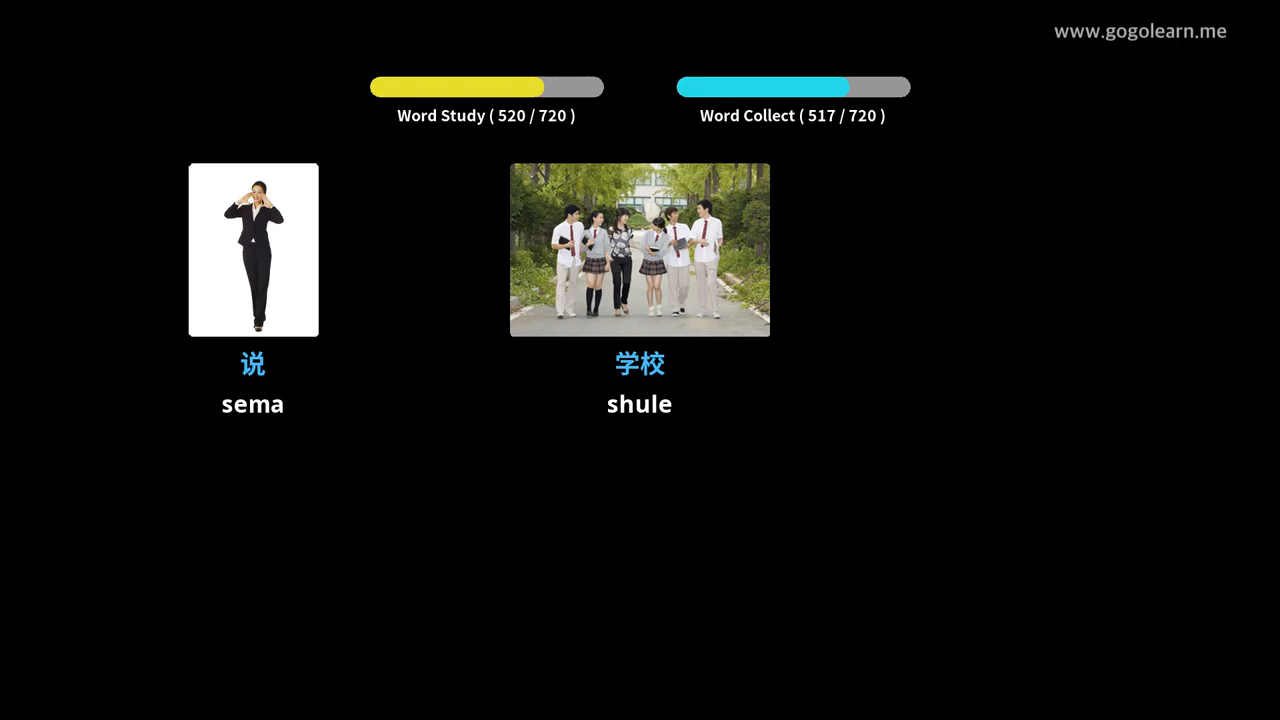 www.gogolearn.me
Word Study ( 520 / 720 )
Word Collect ( 517 / 720 )
说
学校
sema
shule